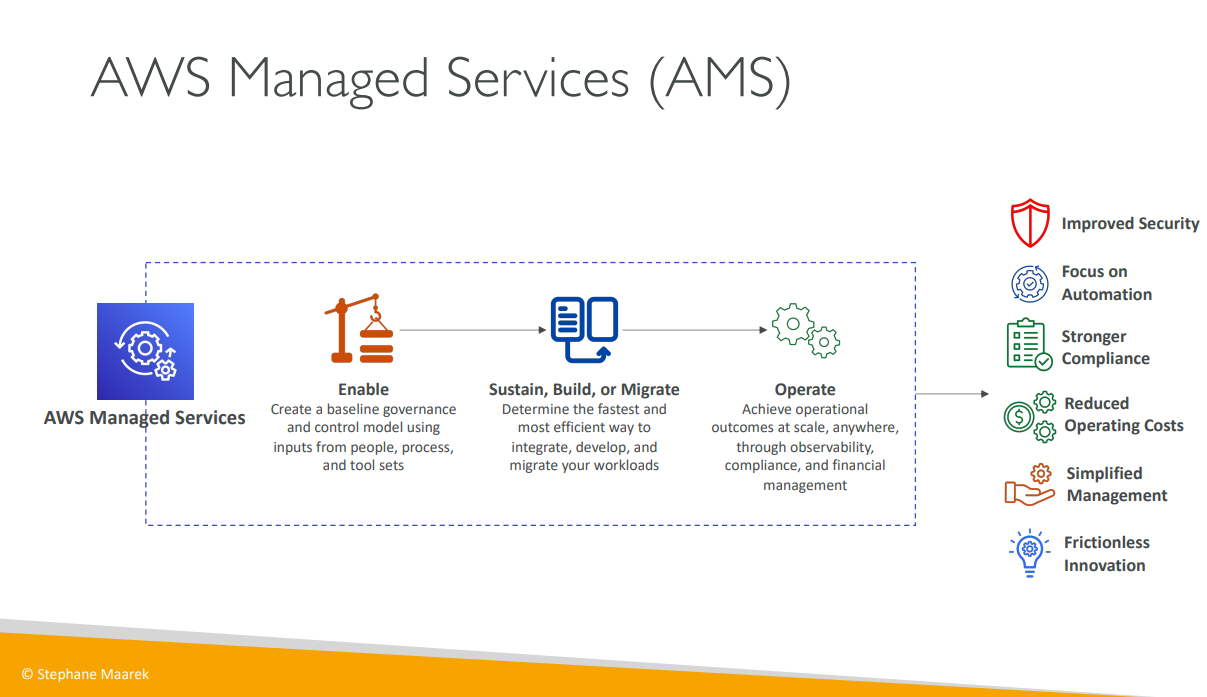 AWS Managed Services (AMS)
AWS Managed Services
Enable
Create a baseline governance
and control model using
inputs from people, process,
and tool sets
Sustain, Build, or Migrate
Determine the fastest and
most efficient way to
integrate, develop, and
migrate your workloads
Operate
Achieve operational
outcomes at scale, anywhere,
through observability,
compliance, and financial
management
Improved Security
Focus on
Automation
Stronger
Compliance
$
Reduced
Operating Costs
Simplified
Management
Frictionless
Innovation
© Stephane Maarek